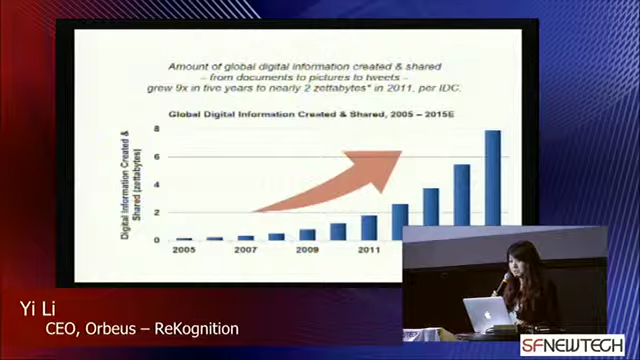 Amount of global digital information created & shared
– from documents to pictures to tweets –
grew 9x in five years to nearly 2 zettabytes* in 2011, per IDC.
Global Digital Information Created & Shared, 2005 – 2015E
Digital Information Created &
Shared (zettabytes)
8
6
4
2
0
2005
2007
2009
2011
Yi Li
CEO, Orbeus – ReKognition
SFNEWTECH